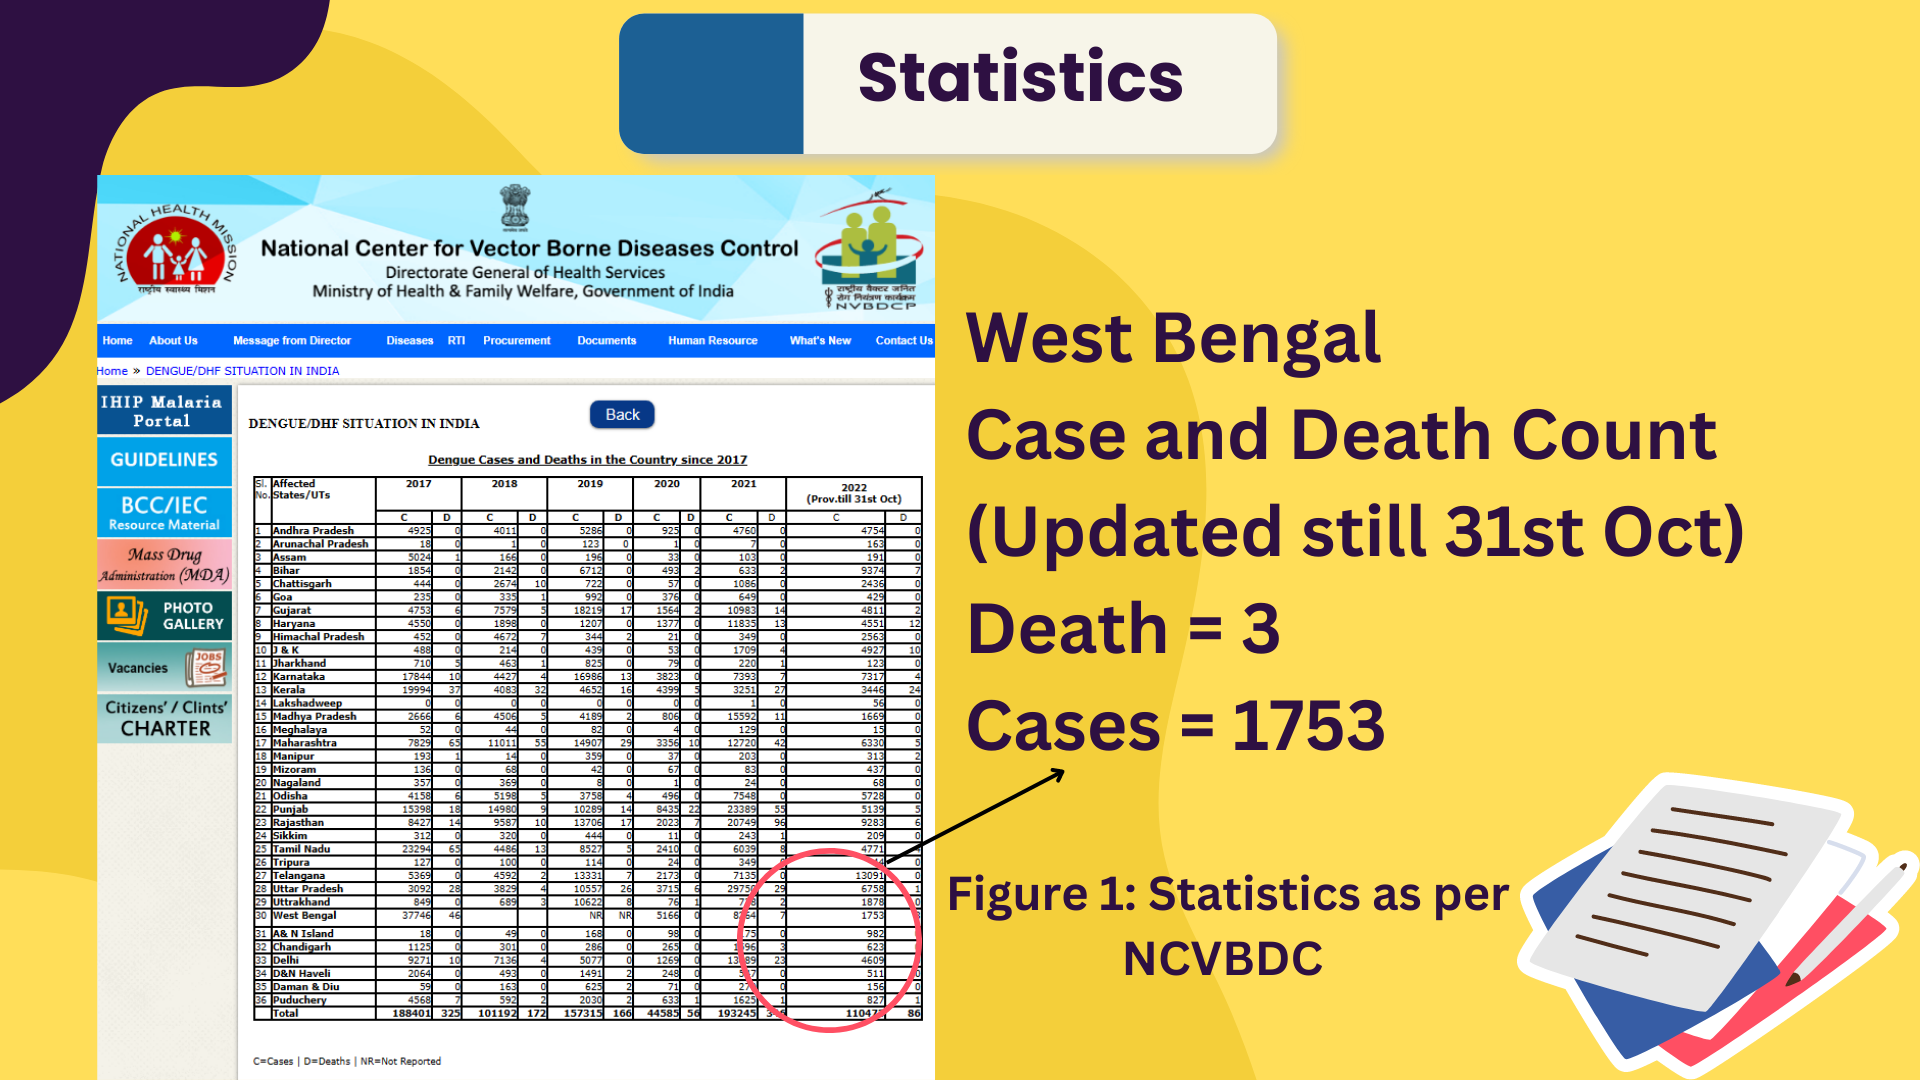 Statistics
NATIONAL HEALTH MISSION
राष्ट्रीय स्वास्थ्य मिशन
National Center for Vector Borne Diseases Control
Directorate General of Health Services
Ministry of Health & Family Welfare, Government of India
राष्ट्रीय वैक्टर जनित
रोग नियंत्रण कार्यक्रम
NVBDCP
Home About Us Message from Director Diseases RTI Procurement Documents Human Resource What's New Contact Us
Home » DENGUE/DHF SITUATION IN INDIA
IHIP Malaria
Portal
GUIDELINES
BCC/IEC
Resource Material
Mass Drug
Administration (MDA)
PHOTO
GALLERY
Vacancies
JOBS
Citizens' / Clints'
CHARTER
DENGUE/DHF SITUATION IN INDIA
Back
Dengue Cases and Deaths in the Country since 2017
Sl. No. Affected States/UTs 2017 2018 2019 2020 2021 2022 (Prov.till 31st Oct)
C D C D C D C D C D C D
1 Andhra Pradesh 4925 0 4011 0 5286 0 925 0 4760 0 4754 0
2 Arunachal Pradesh 18 0 1 0 123 0 1 0 7 0 163 0
3 Assam 5024 1 166 0 196 0 33 0 103 0 191 0
4 Bihar 1854 0 2142 0 6712 0 493 2 633 2 9374 7
5 Chattisgarh 444 0 2674 10 722 0 57 0 1086 0 2436 0
6 Goa 235 0 335 1 992 0 376 0 649 0 429 0
7 Gujarat 4753 6 7579 5 18219 17 1564 2 10983 14 4811 2
8 Haryana 4550 0 1898 0 1207 0 1377 0 11835 13 4551 12
9 Himachal Pradesh 452 0 4672 7 344 2 21 0 349 0 2563 0
10 J & K 488 0 214 0 439 0 53 0 1709 4 4927 10
11 Jharkhand 710 5 463 1 825 0 79 0 220 1 123 0
12 Karnataka 17844 10 4427 4 16986 13 3823 0 7393 7 7317 4
13 Kerala 19994 37 4083 32 4652 16 4399 5 3251 27 3446 24
14 Lakshadweep 0 0 0 0 0 0 0 0 1 0 56 0
15 Madhya Pradesh 2666 6 4506 5 4189 2 806 0 15592 11 1669 0
16 Meghalaya 52 0 44 0 82 0 4 0 129 0 15 0
17 Maharashtra 7829 65 11011 55 14907 29 3356 10 12720 42 6330 5
18 Manipur 193 1 14 0 359 0 37 0 203 0 313 2
19 Mizoram 136 0 68 0 42 0 67 0 83 0 437 0
20 Nagaland 357 0 369 0 8 0 1 0 24 0 68 0
21 Odisha 4158 6 5198 5 3758 4 496 0 7548 0 5728 0
22 Punjab 15398 18 14980 9 10289 14 8435 22 23389 55 5139 5
23 Rajasthan 8427 14 9587 10 13706 17 2023 7 20749 96 9283 6
24 Sikkim 312 0 320 0 444 0 11 0 243 1 209 0
25 Tamil Nadu 23294 65 4486 13 8527 5 2410 0 6039 8 4771
26 Tripura 127 0 100 0 114 0 24 0 349 0
27 Telangana 5369 0 4592 2 13331 7 2173 0 7135 0 13091 0
28 Uttar Pradesh 3092 28 3829 4 10557 26 3715 6 29750 29 6758 1
29 Uttrakhand 849 0 689 3 10622 8 76 1 2 1878 0
30 West Bengal 37746 46 NR NR 5166 0 8264 7 1753
31 A& N Island 18 0 49 0 168 0 98 0 175 0 982
32 Chandigarh 1125 0 301 0 286 0 265 0 1596 3 623
33 Delhi 9271 10 7136 4 5077 0 1269 0 13089 23 4609
34 D&N Haveli 2064 0 493 0 1491 2 248 0 0 511 0
35 Daman & Diu 59 0 163 0 625 2 71 0 0 156 0
36 Puduchery 4568 7 592 2 2030 2 633 1 1625 1 827 1
Total 188401 325 101192 172 157315 166 44585 56 193245 86
C=Cases | D=Deaths | NR=Not Reported
West Bengal
Case and Death Count
(Updated still 31st Oct)
Death = 3
Cases = 1753
Figure 1: Statistics as per
NCVBDC